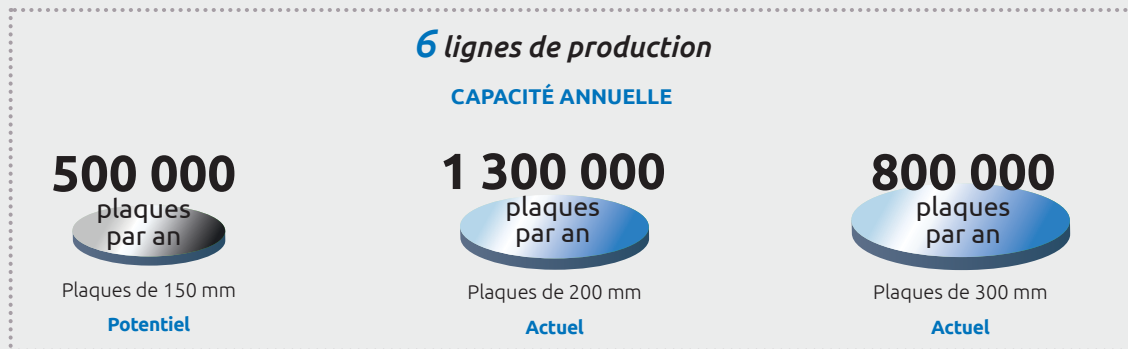 6 lignes de production
CAPACITÉ ANNUELLE
500 000
plaques
par an
Plaques de 150 mm
Potentiel
1 300 000
plaques
par an
Plaques de 200 mm
Actuel
800 000
plaques
par an
Plaques de 300 mm
Actuel